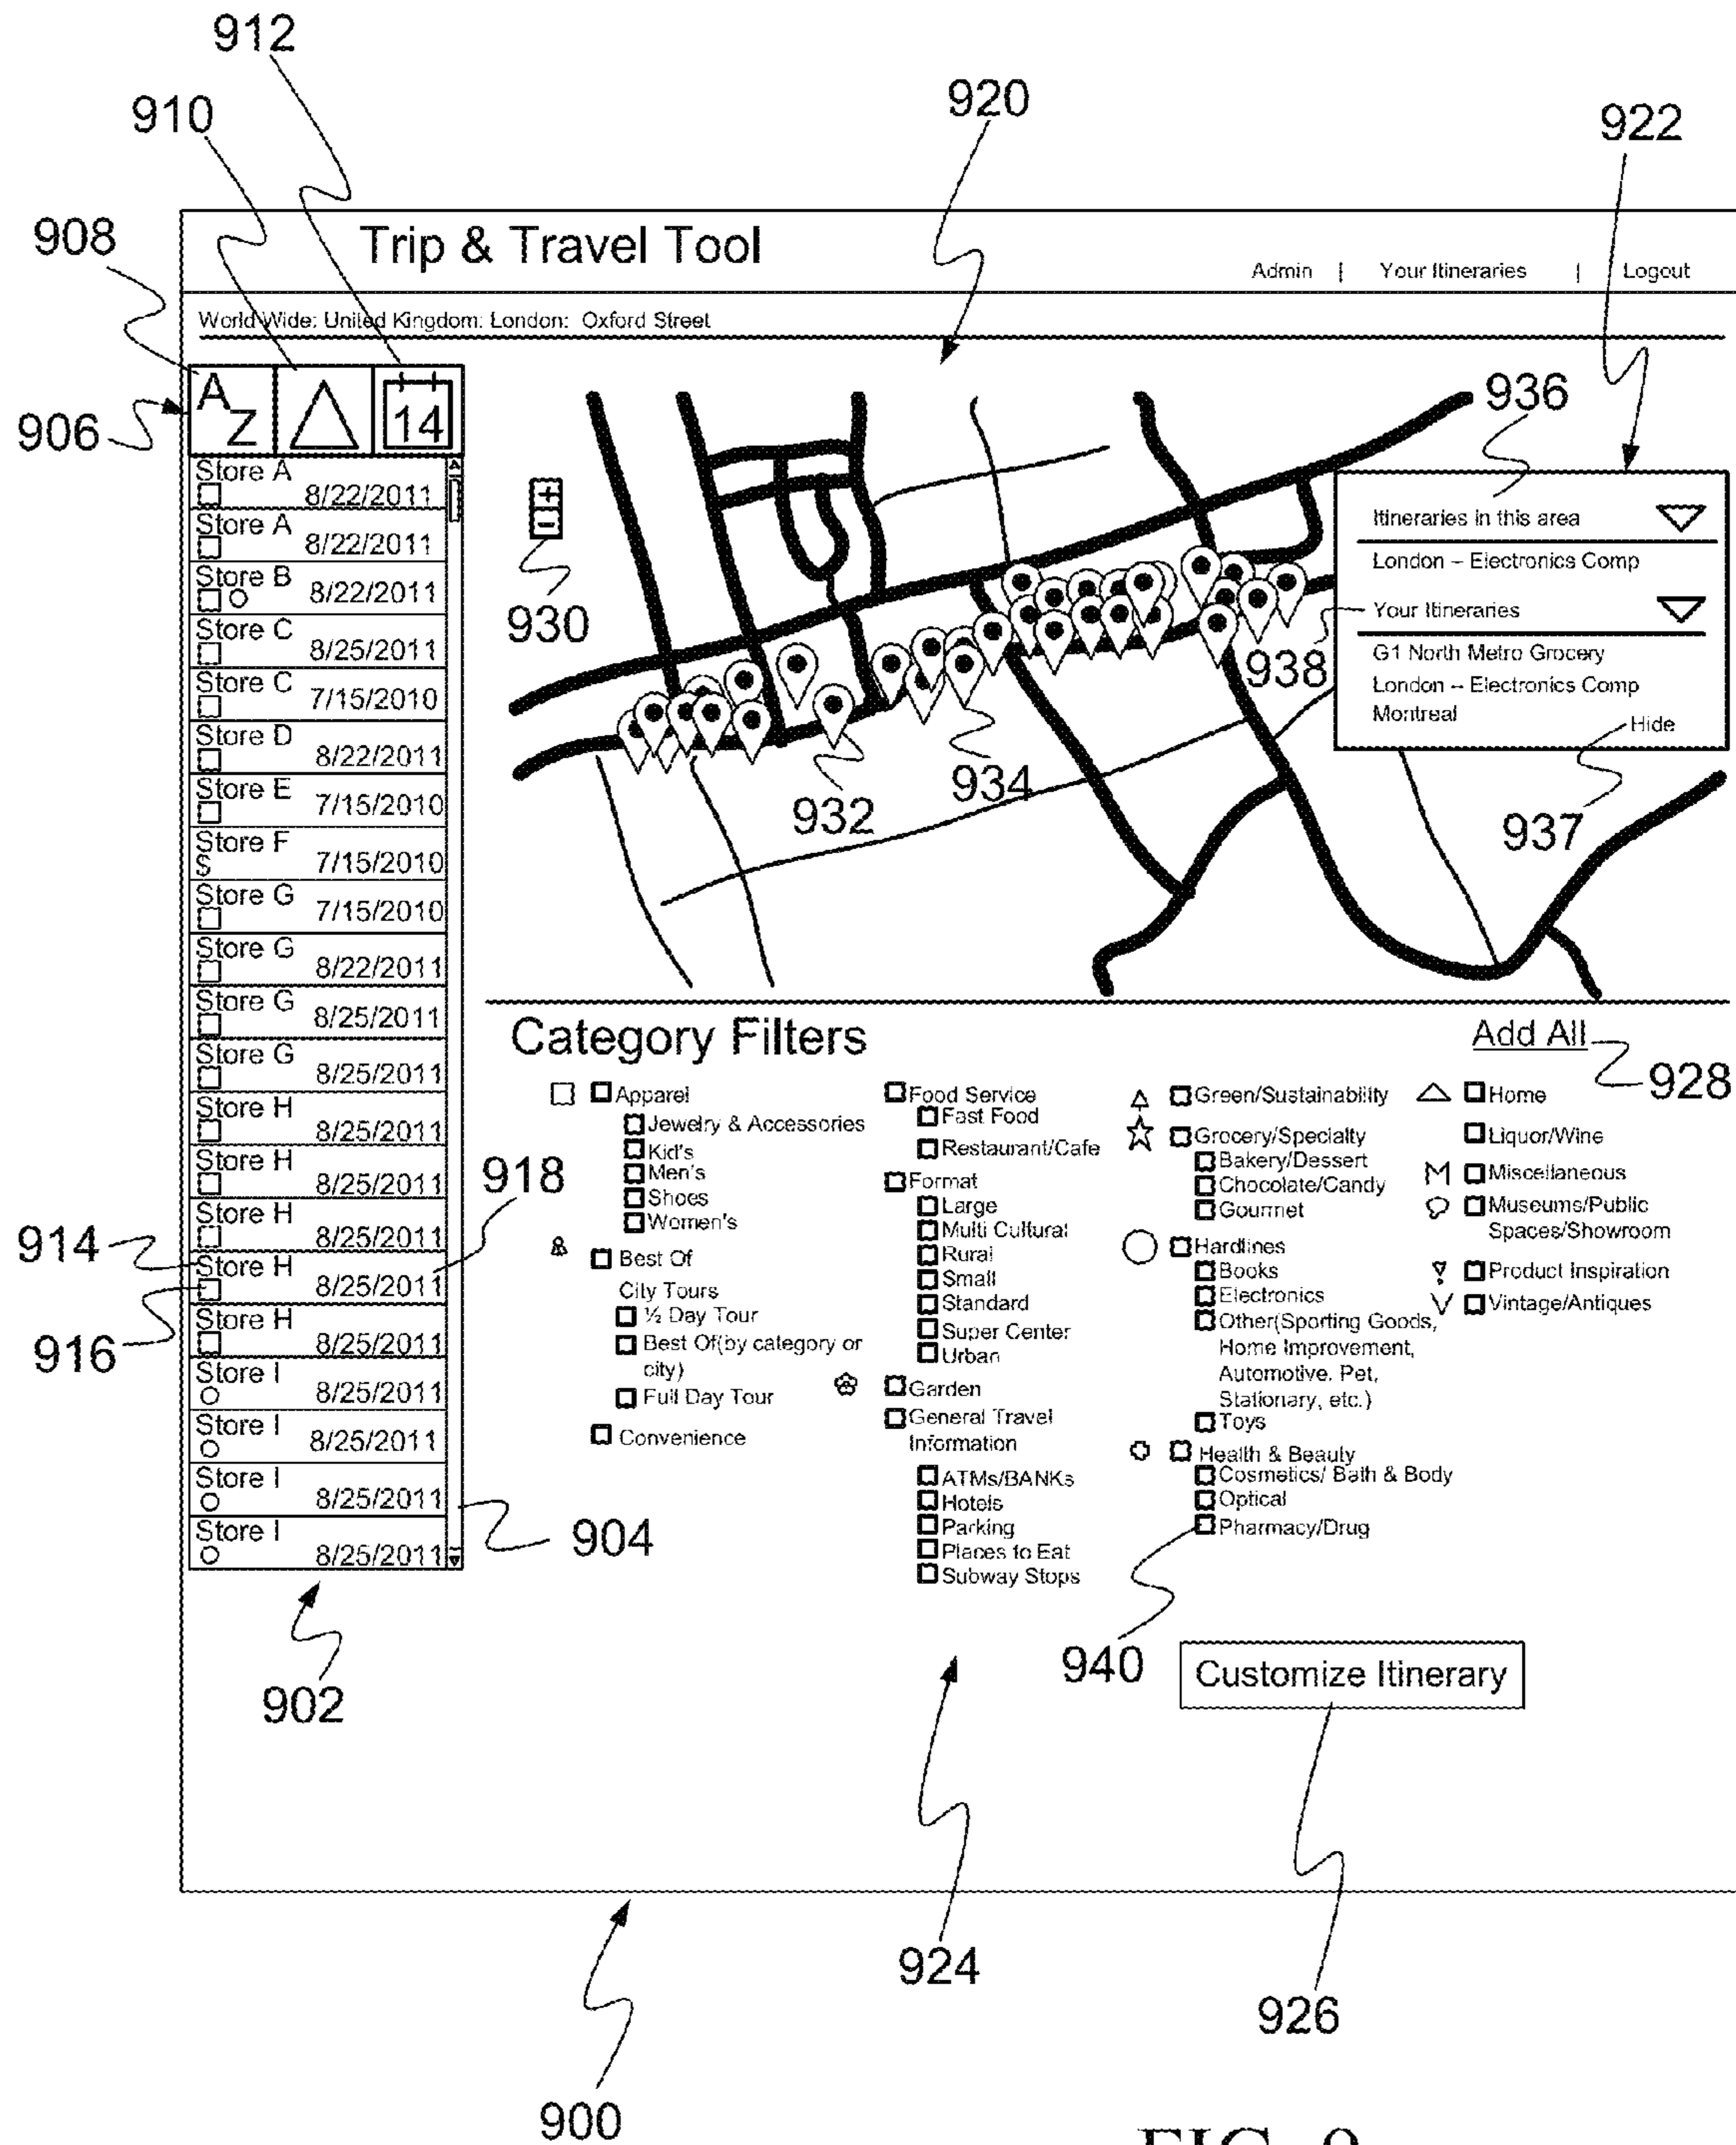 912
910
920
922
908
Trip & Travel Tool
Admin | Your Itineraries | Logout
World Wide: United Kingdom: London: Oxford Street
906
A Z
14
936
Store A
8/22/2011
Store A
8/22/2011
Store B
8/22/2011
Store C
8/25/2011
Store C
7/15/2010
Store D
8/22/2011
Store E
7/15/2010
Store F
$ 7/15/2010
Store G
7/15/2010
Store G
8/22/2011
Store G
8/25/2011
Store G
8/25/2011
Store H
8/25/2011
Store H
8/25/2011
Store H
8/25/2011
Store H
8/25/2011
Store H
8/25/2011
Store I
8/25/2011
Store I
8/25/2011
Store I
8/25/2011
Store I
8/25/2011
914
916
918
904
902
930
932
934
Itineraries in this area
London – Electronics Comp
Your Itineraries
G1 North Metro Grocery
London – Electronics Comp
Montreal
Hide
938
937
Category Filters
Add All
928
Apparel
Jewelry & Accessories
Kid's
Men's
Shoes
Women's
Best Of
City Tours
½ Day Tour
Best Of(by category or
city)
Full Day Tour
Convenience
Food Service
Fast Food
Restaurant/Cafe
Format
Large
Multi Cultural
Rural
Small
Standard
Super Center
Urban
Garden
General Travel
Information
ATMs/BANKs
Hotels
Parking
Places to Eat
Subway Stops
Green/Sustainability
Grocery/Specialty
Bakery/Dessert
Chocolate/Candy
Gourmet
Hardlines
Books
Electronics
Other(Sporting Goods,
Home Improvement,
Automotive, Pet,
Stationary, etc.)
Toys
Health & Beauty
Cosmetics/ Bath & Body
Optical
Pharmacy/Drug
Home
Liquor/Wine
Miscellaneous
Museums/Public
Spaces/Showroom
Product Inspiration
Vintage/Antiques
940
Customize Itinerary
924
926
900
FIG. 9